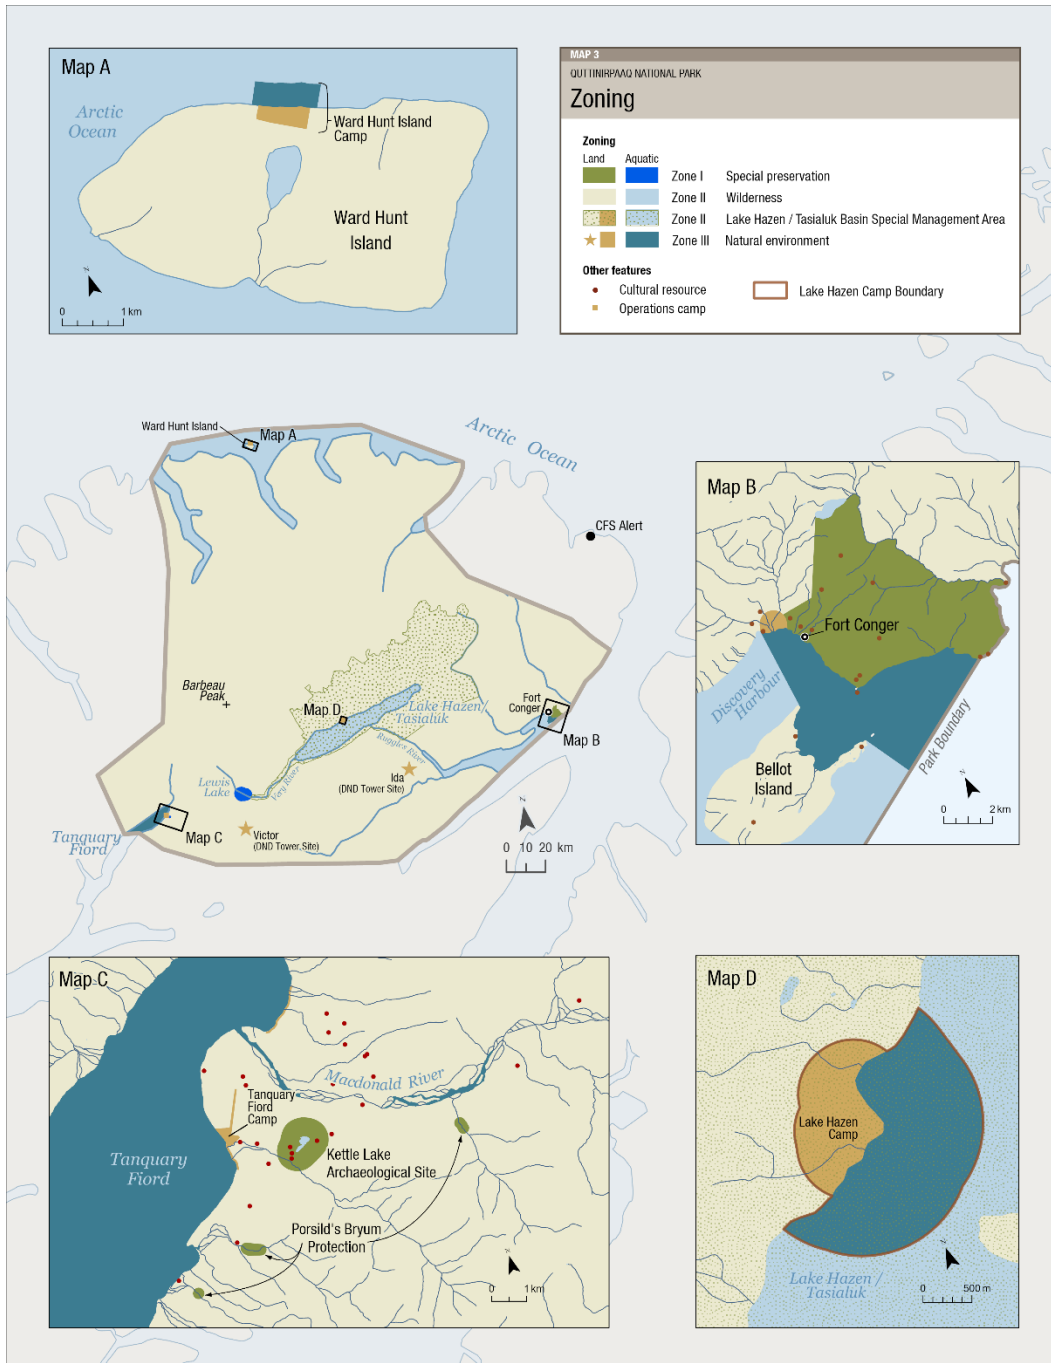 Map A
Arctic
Ocean
Ward Hunt Island
Camp
Ward Hunt
Island
N
0 1 km
MAP 3
QUTTINIRPAAQ NATIONAL PARK
Zoning
Zoning
Land Aquatic
Zone I Special preservation
Zone II Wilderness
Zone II Lake Hazen / Tasialuk Basin Special Management Area
Zone III Natural environment
Other features
Cultural resource
Operations camp
Lake Hazen Camp Boundary
Ward Hunt Island
Map A
Arctic Ocean
CFS Alert
Barbeau
Peak
Map D
Lake Hazen /
Tasialuk
Fort
Conger
Map B
Ruggles River
Very River
Lewis
Lake
Ida
(DND Tower Site)
Victor
(DND Tower Site)
Map C
Tanquary
Fiord
N
0 10 20 km
Map B
Fort Conger
Discovery
Harbour
Park Boundary
Bellot
Island
N
0 2 km
Map C
Macdonald River
Tanquary
Fiord
Camp
Kettle Lake
Archaeological Site
Tanquary
Fiord
Porsild's Bryum
Protection
N
0 1 km
Map D
Lake Hazen
Camp
Lake Hazen /
Tasialuk
N
0 500 m